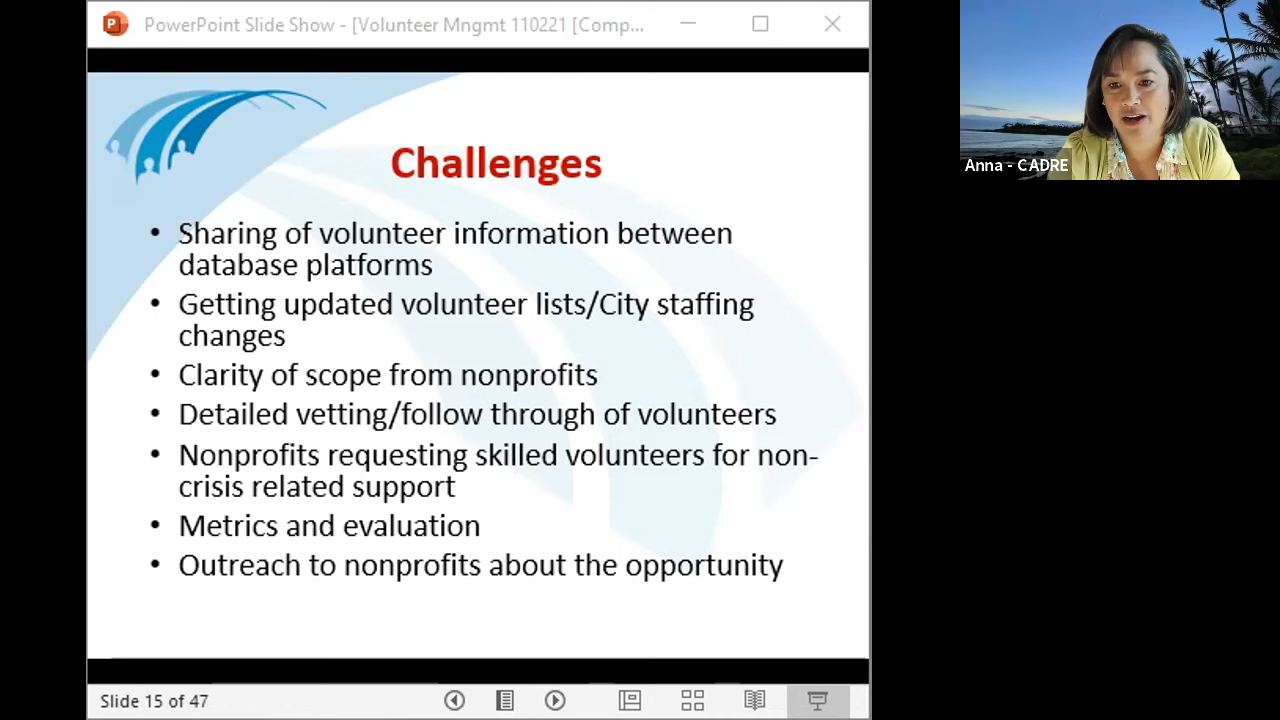 PowerPoint Slide Show - [Volunteer Mngmt 110221 [Comp...
Anna - CADRE
Challenges
• Sharing of volunteer information between
database platforms
• Getting updated volunteer lists/City staffing
changes
• Clarity of scope from nonprofits
• Detailed vetting/follow through of volunteers
• Nonprofits requesting skilled volunteers for non-
crisis related support
• Metrics and evaluation
• Outreach to nonprofits about the opportunity
Slide 15 of 47